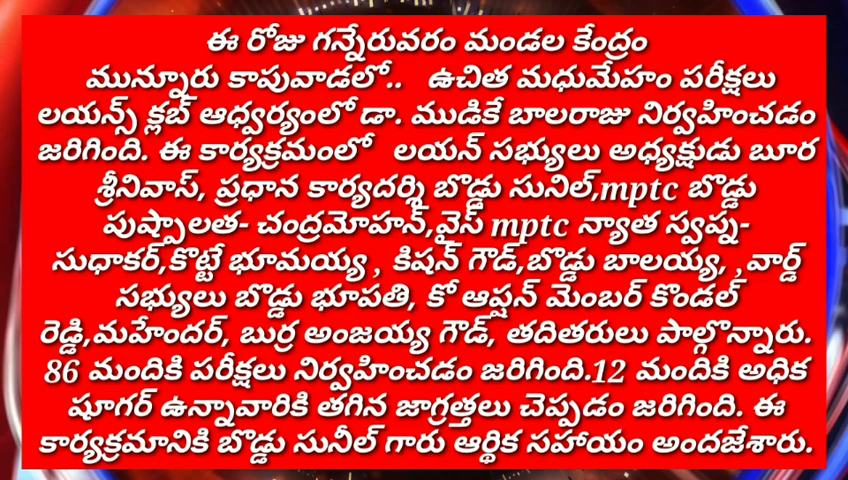 ఈ రోజు గన్నేరువరం మండల కేంద్రం
మున్నూరు కాపువాడలో.. ఉచిత మధుమేహం పరీక్షలు
లయన్స్ క్లబ్ ఆధ్వర్యంలో డా. ముడికే బాలరాజు నిర్వహించడం
జరిగింది. ఈ కార్యక్రమంలో లయన్ సభ్యులు అధ్యక్షుడు బూర
శ్రీనివాస్, ప్రధాన కార్యదర్శి బొడ్డు సునిల్,mptc బొడ్డు
పుష్పాలత- చంద్రమోహన్,వైస్ mptc న్యాత స్వప్న-
సుధాకర్,కొట్టే భూమయ్య , కిషన్ గౌడ్,బొడ్డు బాలయ్య, ,వార్డ్
సభ్యులు బొడ్డు భూపతి, కో ఆప్షన్ మెంబర్ కొండల్
రెడ్డి,మహేందర్, బుర్ర అంజయ్య గౌడ్, తదితరులు పాల్గొన్నారు.
86 మందికి పరీక్షలు నిర్వహించడం జరిగింది.12 మందికి అధిక
షూగర్ ఉన్నావారికి తగిన జాగ్రత్తలు చెప్పడం జరిగింది. ఈ
కార్యక్రమానికి బొడ్డు సునీల్ గారు ఆర్థిక సహాయం అందజేశారు.